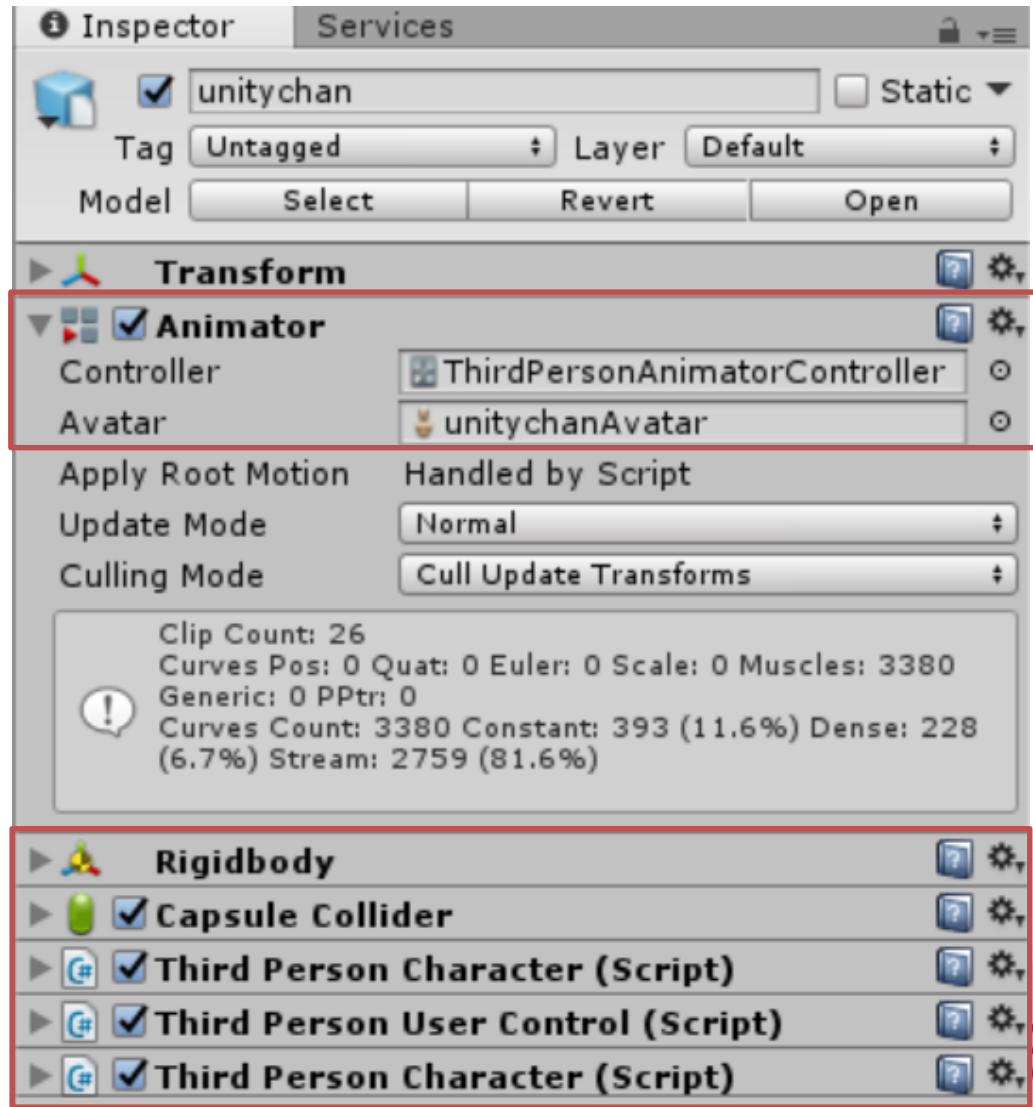 Inspector Services
unitychan Static
Tag Untagged Layer Default
Model Select Revert Open
Transform
Animator
Controller ThirdPersonAnimatorController
Avatar unitychanAvatar
Apply Root Motion Handled by Script
Update Mode Normal
Culling Mode Cull Update Transforms
Clip Count: 26
Curves Pos: 0 Quat: 0 Euler: 0 Scale: 0 Muscles: 3380
Generic: 0 PPtr: 0
Curves Count: 3380 Constant: 393 (11.6%) Dense: 228
(6.7%) Stream: 2759 (81.6%)
Rigidbody
Capsule Collider
C# Third Person Character (Script)
C# Third Person User Control (Script)
C# Third Person Character (Script)